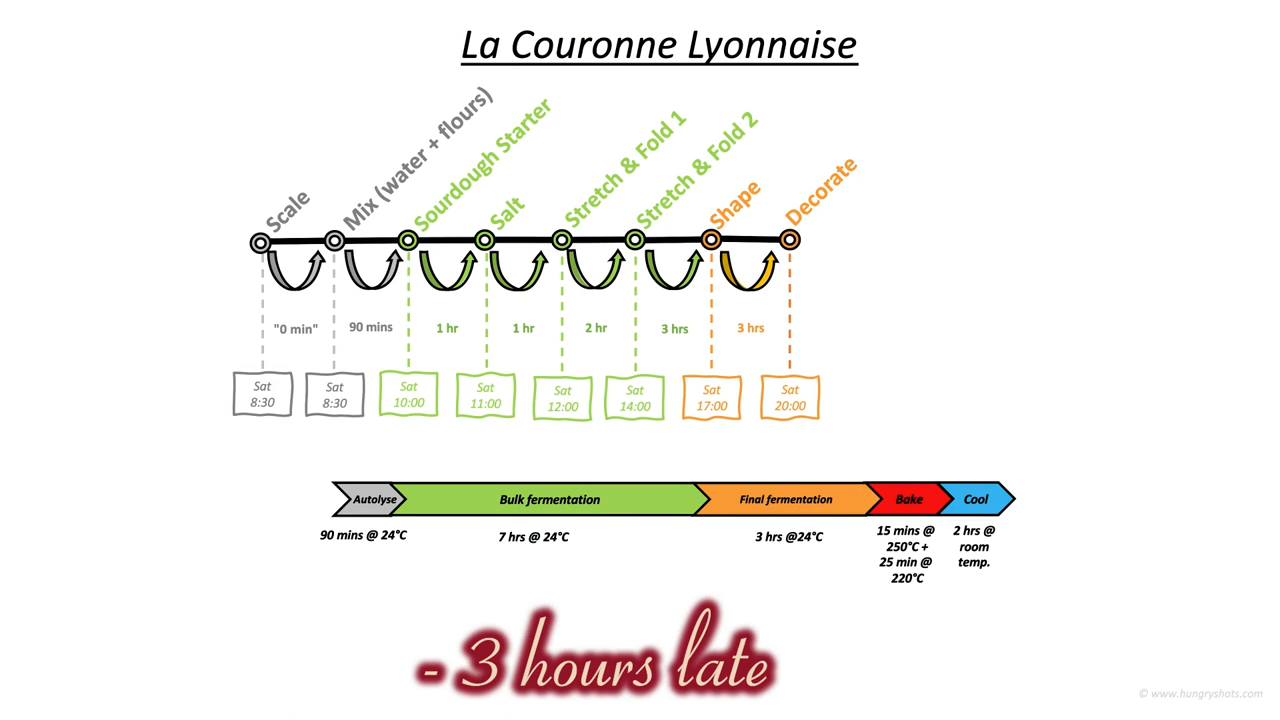 La Couronne Lyonnaise
Scale
Mix (water + flours)
Sourdough Starter
Salt
Stretch & Fold 1
Stretch & Fold 2
Shape
Decorate
"0 min"
90 mins
1 hr
1 hr
2 hr
3 hrs
3 hrs
Sat
8:30
Sat
8:30
Sat
10:00
Sat
11:00
Sat
12:00
Sat
14:00
Sat
17:00
Sat
20:00
Autolyse
Bulk fermentation
Final fermentation
Bake
Cool
90 mins @ 24°C
7 hrs @ 24°C
3 hrs @24°C
15 mins @
250°C +
25 min @
220°C
2 hrs @
room
temp.
- 3 hours late
© www.hungryshots.com